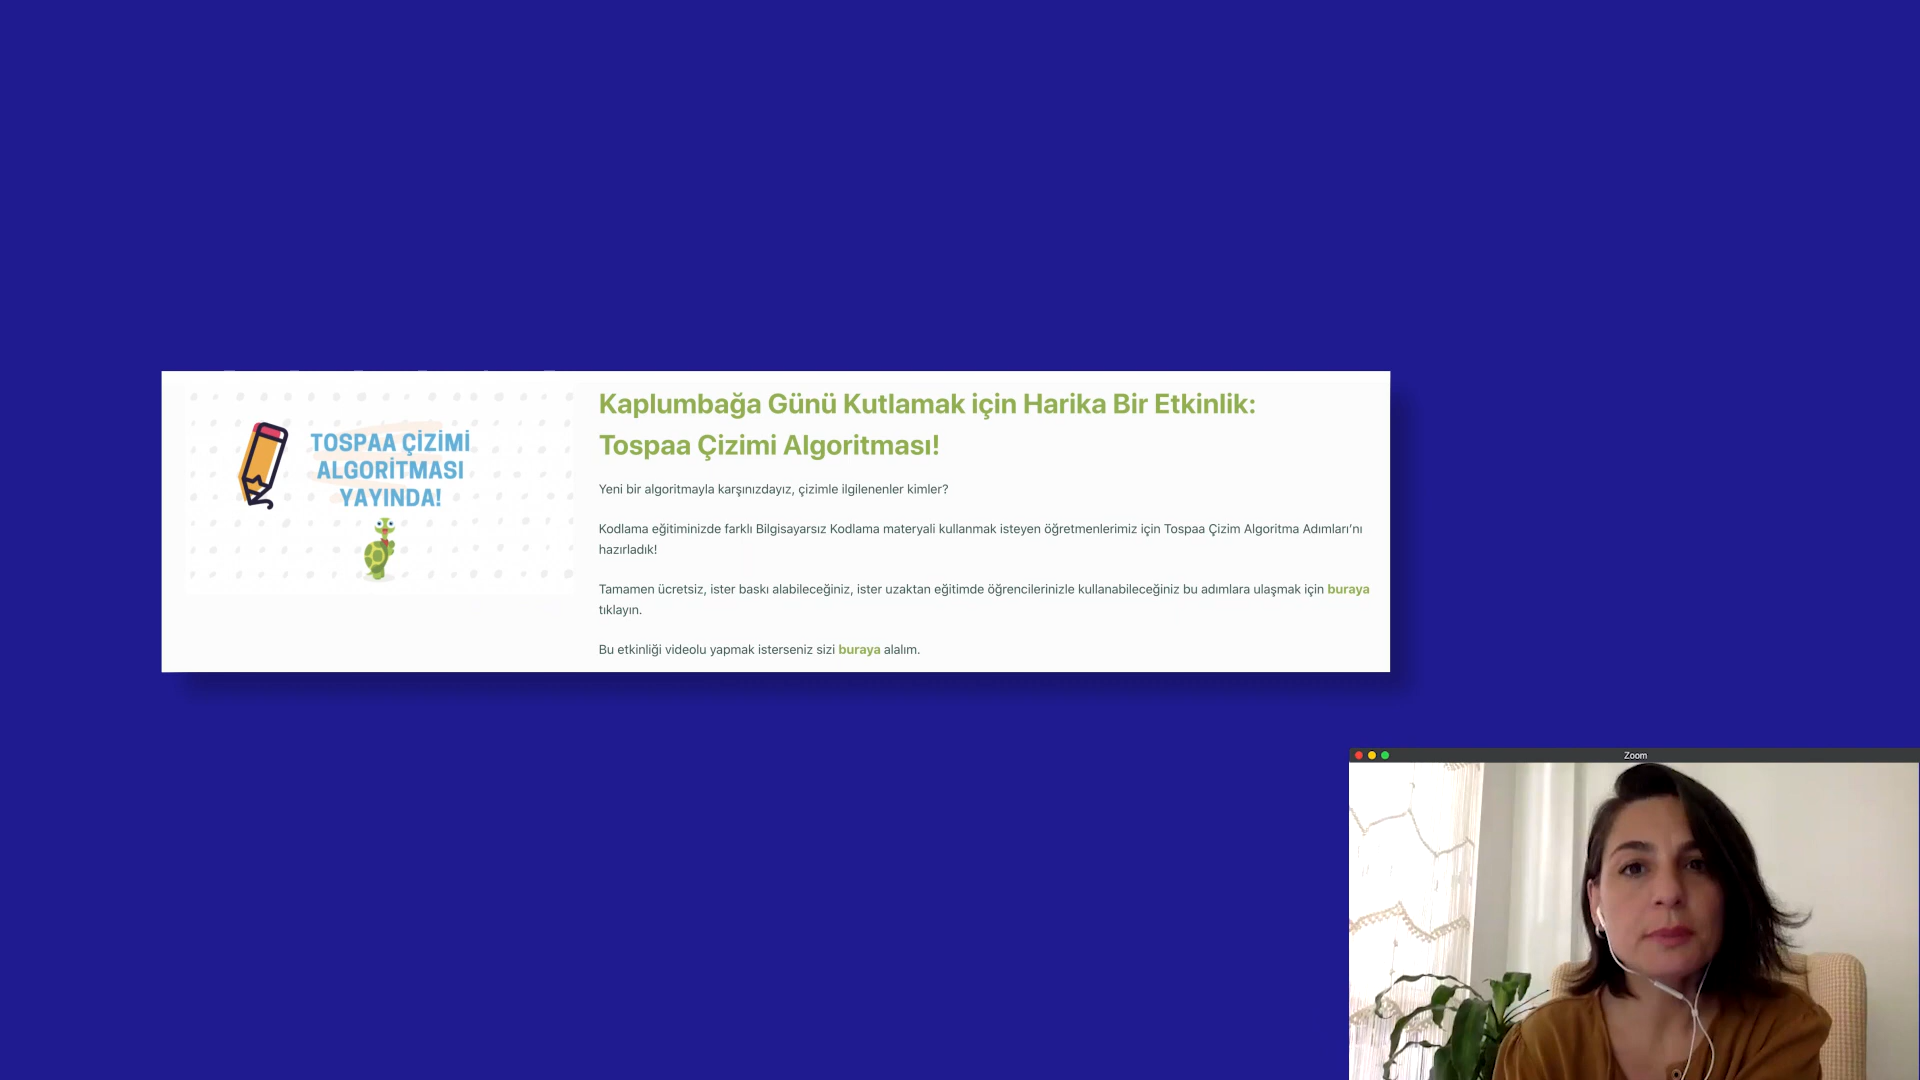 TOSPAA ÇİZİMİ
ALGORİTMASI
YAYINDA!
Kaplumbağa Günü Kutlamak için Harika Bir Etkinlik:
Tospaa Çizimi Algoritması!
Yeni bir algoritmayla karşınızdayız, çizimle ilgilenenler kimler?
Kodlama eğitiminizde farklı Bilgisayarsız Kodlama materyali kullanmak isteyen öğretmenlerimiz için Tospaa Çizim Algoritma Adımları'nı
hazırladık!
Tamamen ücretsiz, ister baskı alabileceğiniz, ister uzaktan eğitimde öğrencilerinizle kullanabileceğiniz bu adımlara ulaşmak için buraya
tıklayın.
Bu etkinliği videolu yapmak isterseniz sizi buraya alalım.
Zoom